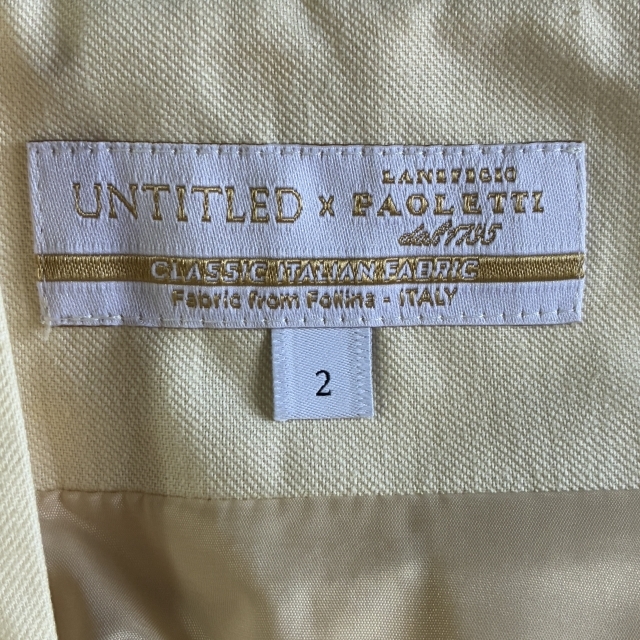 UNTITLED x LANIFICIO PAOLETTI
dal 1795
CLASSIC ITALIAN FABRIC
Fabric from Follina - ITALY
2